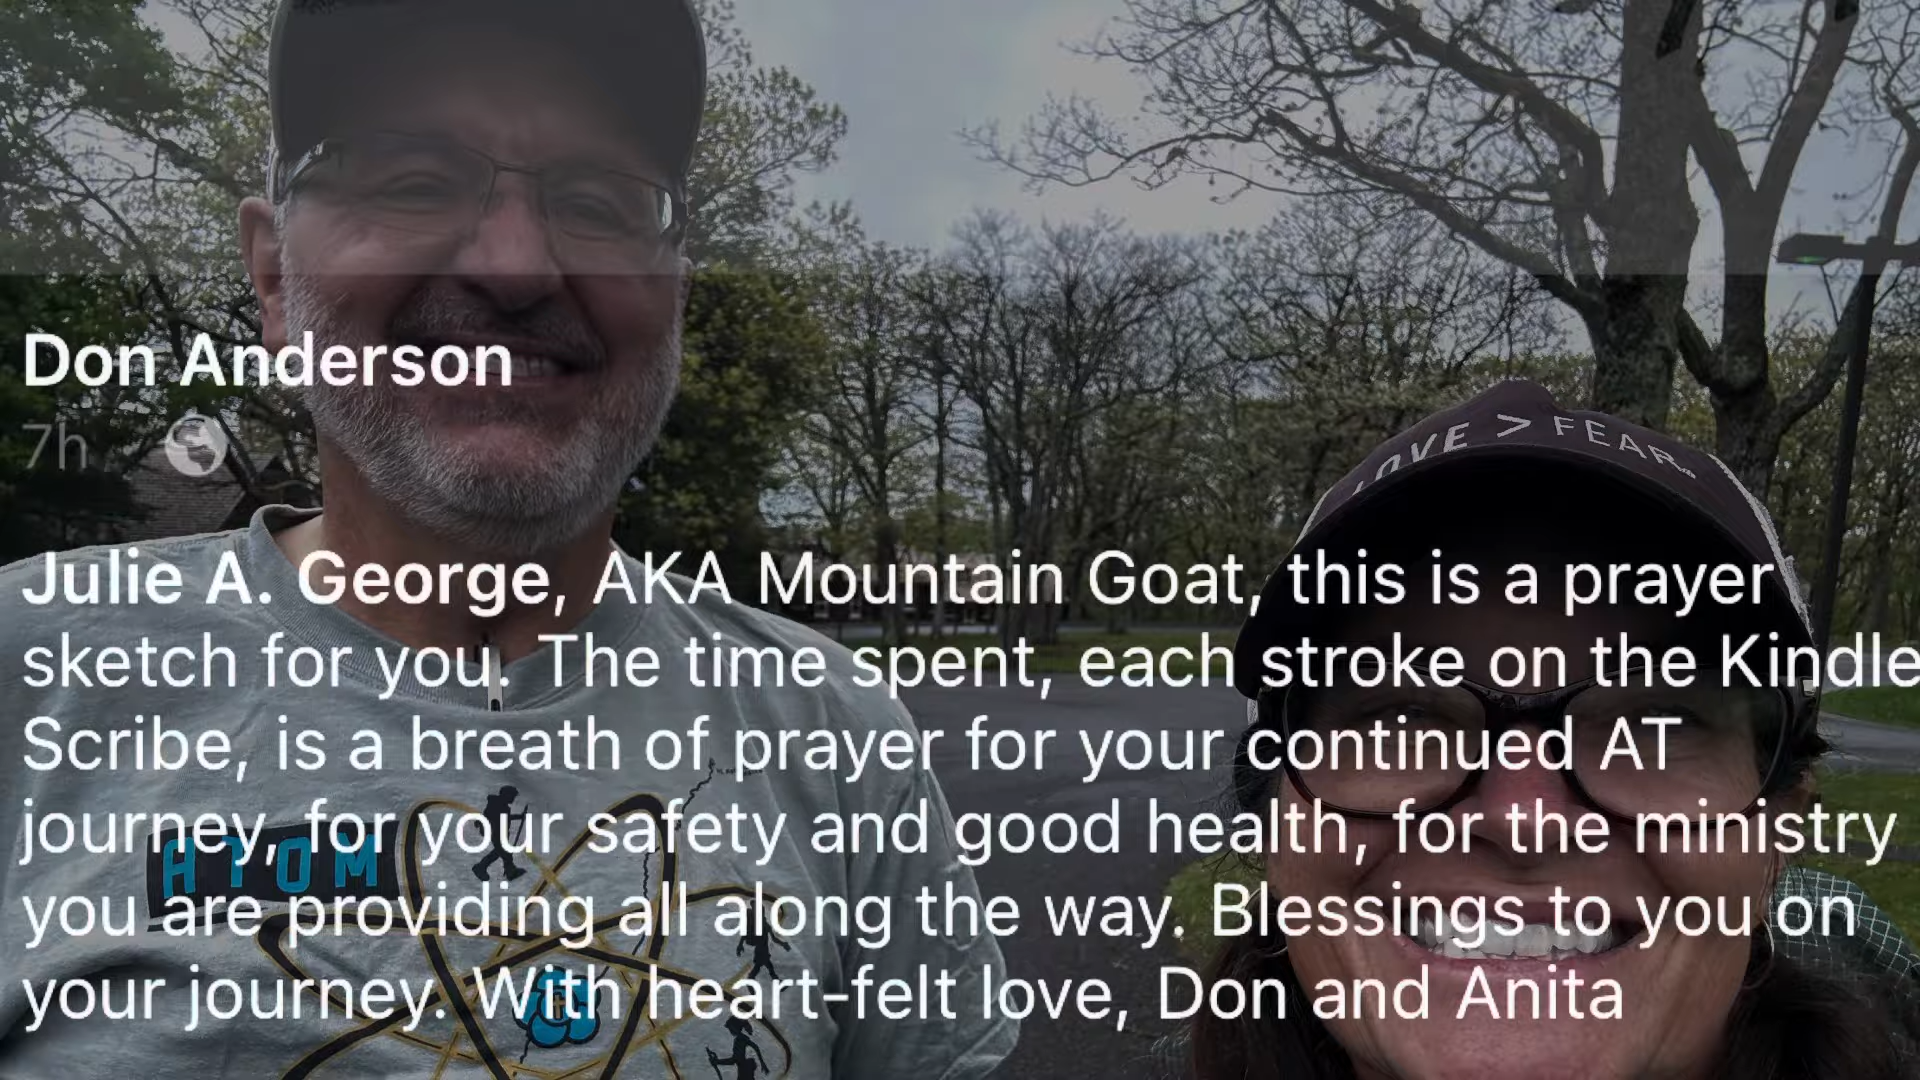 LOVE > FEAR
Don Anderson
7h
Julie A. George, AKA Mountain Goat, this is a prayer
sketch for you. The time spent, each stroke on the Kindle
Scribe, is a breath of prayer for your continued AT
journey, for your safety and good health, for the ministry
you are providing all along the way. Blessings to you on
your journey. With heart-felt love, Don and Anita
ATOM